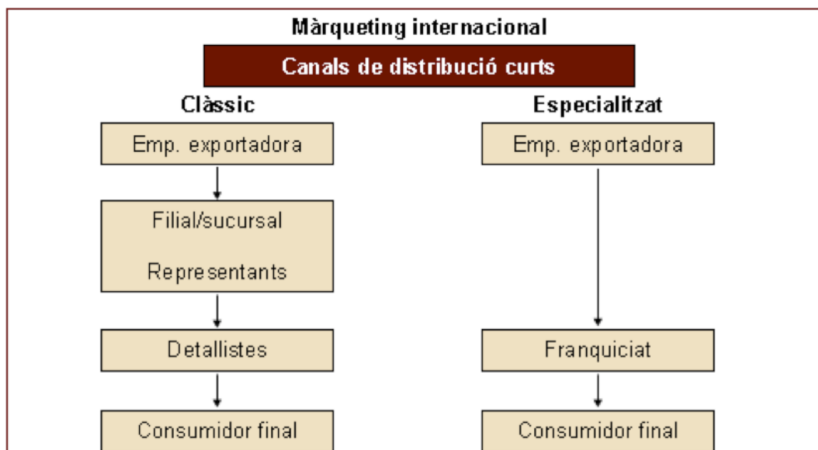 Màrqueting internacional
Canals de distribució curts
Clàssic
Emp. exportadora
Filial/sucursal
Representants
Detallistes
Consumidor final
Especialitzat
Emp. exportadora
Franquiciat
Consumidor final